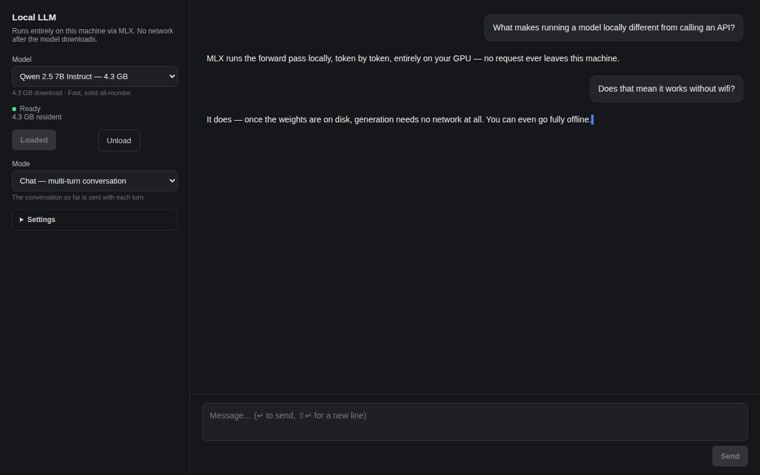 Local LLM
Runs entirely on this machine via MLX. No network
after the model downloads.
Model
Qwen 2.5 7B Instruct — 4.3 GB
4.3 GB download · Fast, solid all-rounder.
Ready
4.3 GB resident
Loaded
Unload
Mode
Chat — multi-turn conversation
The conversation so far is sent with each turn.
Settings
What makes running a model locally different from calling an API?
MLX runs the forward pass locally, token by token, entirely on your GPU — no request ever leaves this machine.
Does that mean it works without wifi?
It does — once the weights are on disk, generation needs no network at all. You can even go fully offline.
Message… (↵ to send, ⇧↵ for a new line)
Send